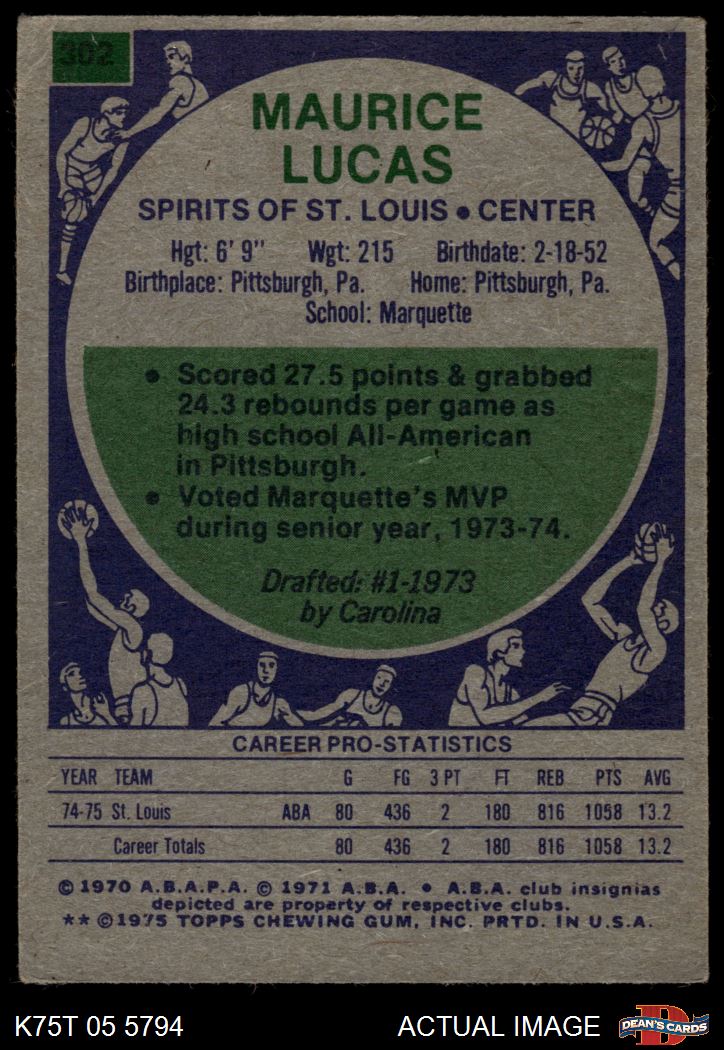 302
MAURICE
LUCAS
SPIRITS OF ST. LOUIS • CENTER
Hgt: 6' 9" Wgt: 215 Birthdate: 2-18-52
Birthplace: Pittsburgh, Pa. Home: Pittsburgh, Pa.
School: Marquette
• Scored 27.5 points & grabbed
24.3 rebounds per game as
high school All-American
in Pittsburgh.
• Voted Marquette's MVP
during senior year, 1973-74.
Drafted: #1-1973
by Carolina
CAREER PRO-STATISTICS
YEAR TEAM G FG 3 PT FT REB PTS AVG
74-75 St. Louis ABA 80 436 2 180 816 1058 13.2
Career Totals 80 436 2 180 816 1058 13.2
© 1970 A.B.A.P.A. © 1971 A.B.A. • A.B.A. club insignias
depicted are property of respective clubs.
** ©1975 TOPPS CHEWING GUM, INC. PRTD. IN U.S.A.
K75T 05 5794 ACTUAL IMAGE D DEAN'S CARDS